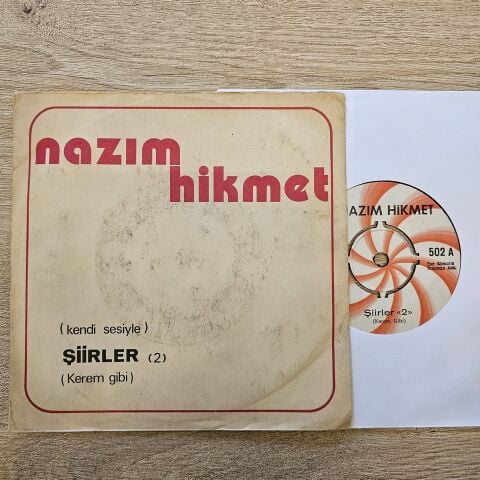 nazım
hikmet
(kendi sesiyle)
ŞİİRLER (2)
(Kerem gibi)
NAZIM HİKMET
502 A
Şiirler «2»
(Kerem Gibi)